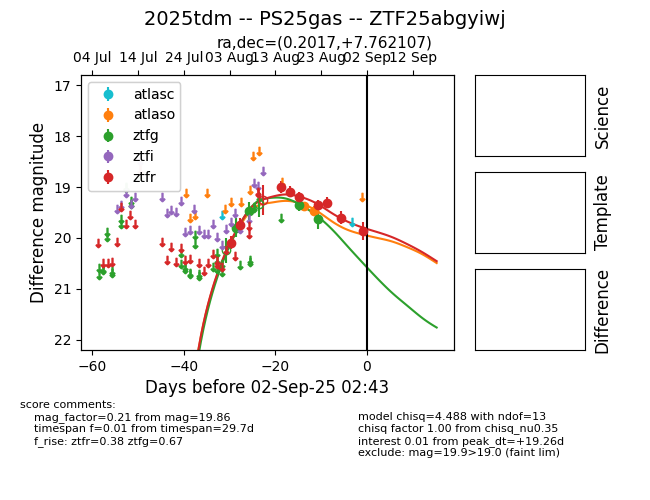 2025tdm -- PS25gas -- ZTF25abgyiwj
ra,dec=(0.2017,+7.762107)
04 Jul 14 Jul 24 Jul 03 Aug 13 Aug 23 Aug 02 Sep 12 Sep
17
18
19
20
21
22
Difference magnitude
atlasc
atlaso
ztfg
ztfi
ztfr
−60 −40 −20 0
Days before 02-Sep-25 02:43
Science
Template
Difference
score comments:
mag_factor=0.21 from mag=19.86
timespan f=0.01 from timespan=29.7d
f_rise: ztfr=0.38 ztfg=0.67
model chisq=4.488 with ndof=13
chisq factor 1.00 from chisq_nu0.35
interest 0.01 from peak_dt=+19.26d
exclude: mag=19.9>19.0 (faint lim)